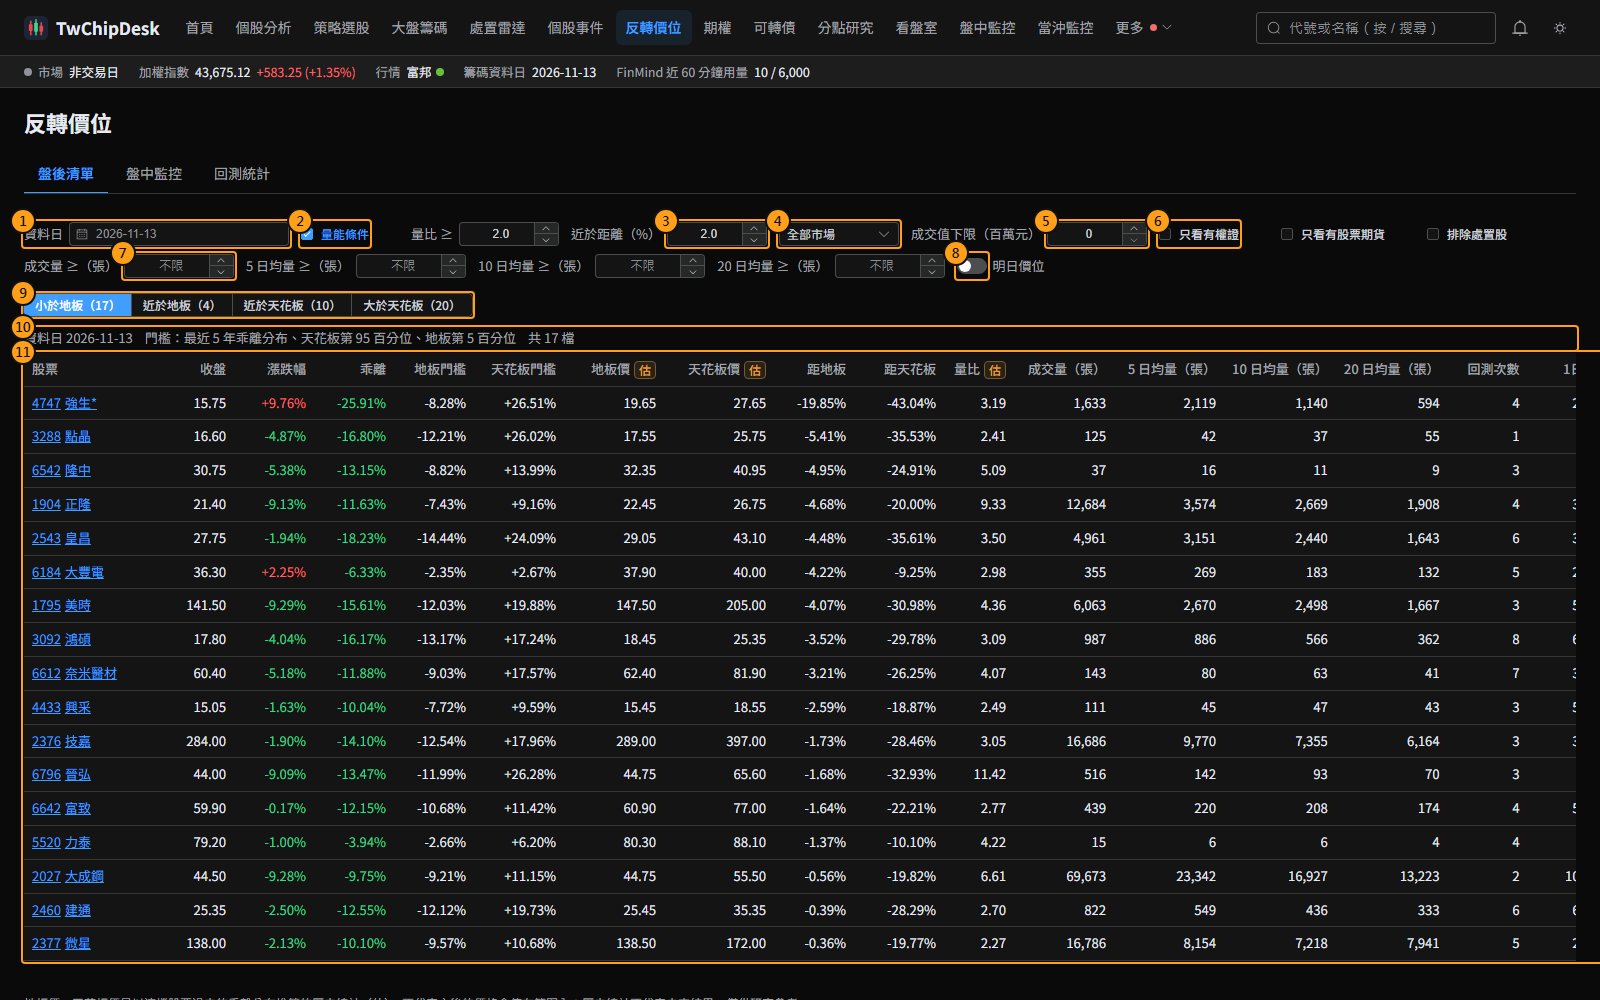 TwChipDesk 首頁 個股分析 策略選股 大盤籌碼 處置雷達 個股事件 反轉價位 期權 可轉債 分點研究 看盤室 盤中監控 當沖監控 更多 代號或名稱（按 / 搜尋）
市場 非交易日 加權指數 43,675.12 +583.25 (+1.35%) 行情 富邦 籌碼資料日 2026-11-13 FinMind 近 60 分鐘用量 10 / 6,000
反轉價位
盤後清單 盤中監控 回測統計
1 2 3 4 5 6
資料日 2026-11-13 量能條件 量比 ≥ 2.0 近於距離（%） 2.0 全部市場 成交值下限（百萬元） 0 只看有權證 只看有股票期貨 排除處置股
7 8
成交量 ≥（張） 不限 5 日均量 ≥（張） 不限 10 日均量 ≥（張） 不限 20 日均量 ≥（張） 不限 明日價位
9
小於地板（17） 近於地板（4） 近於天花板（10） 大於天花板（20）
10
資料日 2026-11-13 門檻：最近 5 年乖離分布、天花板第 95 百分位、地板第 5 百分位 共 17 檔
11
股票 收盤 漲跌幅 乖離 地板門檻 天花板門檻 地板價 估 天花板價 估 距地板 距天花板 量比 估 成交量（張） 5 日均量（張） 10 日均量（張） 20 日均量（張） 回測次數
4747 強生* 15.75 +9.76% -25.91% -8.28% +26.51% 19.65 27.65 -19.85% -43.04% 3.19 1,633 2,119 1,140 594 4
3288 點晶 16.60 -4.87% -16.80% -12.21% +26.02% 17.55 25.75 -5.41% -35.53% 2.41 125 42 37 55 1
6542 隆中 30.75 -5.38% -13.15% -8.82% +13.99% 32.35 40.95 -4.95% -24.91% 5.09 37 16 11 9 3
1904 正隆 21.40 -9.13% -11.63% -7.43% +9.16% 22.45 26.75 -4.68% -20.00% 9.33 12,684 3,574 2,669 1,908 4
2543 皇昌 27.75 -1.94% -18.23% -14.44% +24.09% 29.05 43.10 -4.48% -35.61% 3.50 4,961 3,151 2,440 1,643 6
6184 大豐電 36.30 +2.25% -6.33% -2.35% +2.67% 37.90 40.00 -4.22% -9.25% 2.98 355 269 183 132 5
1795 美時 141.50 -9.29% -15.61% -12.03% +19.88% 147.50 205.00 -4.07% -30.98% 4.36 6,063 2,670 2,498 1,667 3
3092 鴻碩 17.80 -4.04% -16.17% -13.17% +17.24% 18.45 25.35 -3.52% -29.78% 3.09 987 886 566 362 8
6612 奈米醫材 60.40 -5.18% -11.88% -9.03% +17.57% 62.40 81.90 -3.21% -26.25% 4.07 143 80 63 41 7
4433 興采 15.05 -1.63% -10.04% -7.72% +9.59% 15.45 18.55 -2.59% -18.87% 2.49 111 45 47 43 3
2376 技嘉 284.00 -1.90% -14.10% -12.54% +17.96% 289.00 397.00 -1.73% -28.46% 3.05 16,686 9,770 7,355 6,164 3
6796 晉弘 44.00 -9.09% -13.47% -11.99% +26.28% 44.75 65.60 -1.68% -32.93% 11.42 516 142 93 70 3
6642 富致 59.90 -0.17% -12.15% -10.68% +11.42% 60.90 77.00 -1.64% -22.21% 2.77 439 220 208 174 4
5520 力泰 79.20 -1.00% -3.94% -2.66% +6.20% 80.30 88.10 -1.37% -10.10% 4.22 15 6 6 4 4
2027 大成鋼 44.50 -9.28% -9.75% -9.21% +11.15% 44.75 55.50 -0.56% -19.82% 6.61 69,673 23,342 16,927 13,223 2
2460 建通 25.35 -2.50% -12.55% -12.12% +19.73% 25.45 35.35 -0.39% -28.29% 2.70 822 549 436 333 6
2377 微星 138.00 -2.13% -10.10% -9.57% +10.68% 138.50 172.00 -0.36% -19.77% 2.27 16,786 8,154 7,218 7,941 5